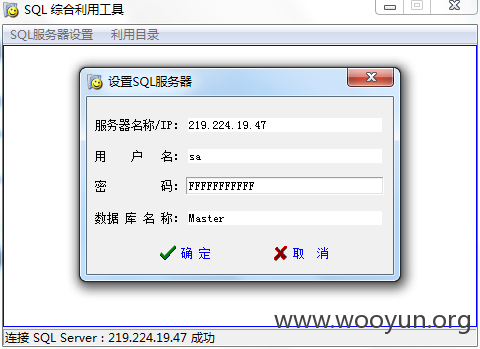 SQL 综合利用工具
SQL服务器设置 利用目录
设置SQL服务器
服务器名称/IP: 219.224.19.47
用 户 名: sa
密 码: FFFFFFFFFFF
数据 库 名 称: Master
确 定 取 消
www.wooyun.org
连接 SQL Server : 219.224.19.47 成功